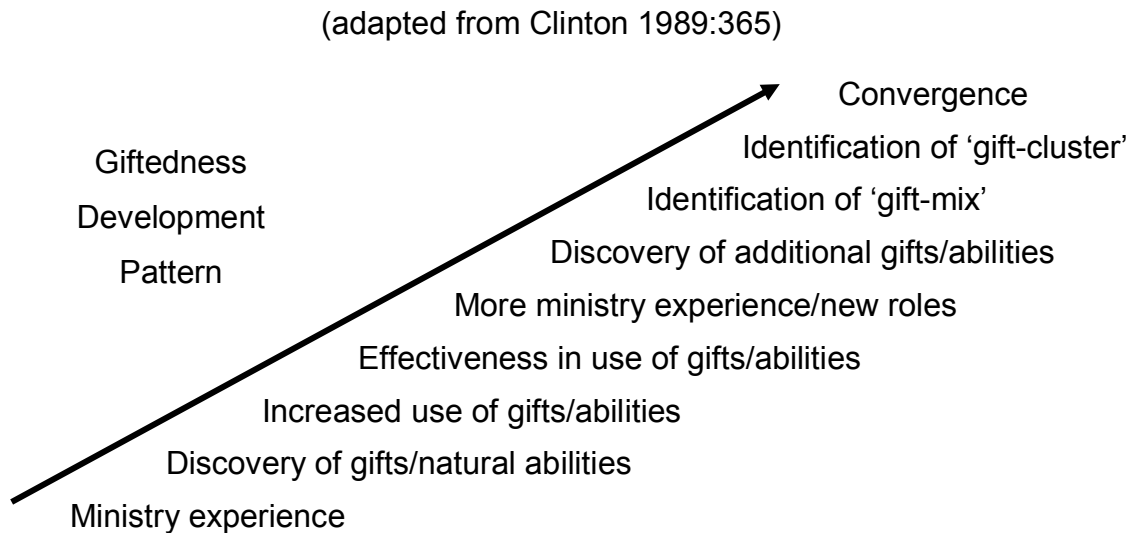 (adapted from Clinton 1989:365)
Giftedness
Development
Pattern
Convergence
Identification of ‘gift-cluster’
Identification of ‘gift-mix’
Discovery of additional gifts/abilities
More ministry experience/new roles
Effectiveness in use of gifts/abilities
Increased use of gifts/abilities
Discovery of gifts/natural abilities
Ministry experience